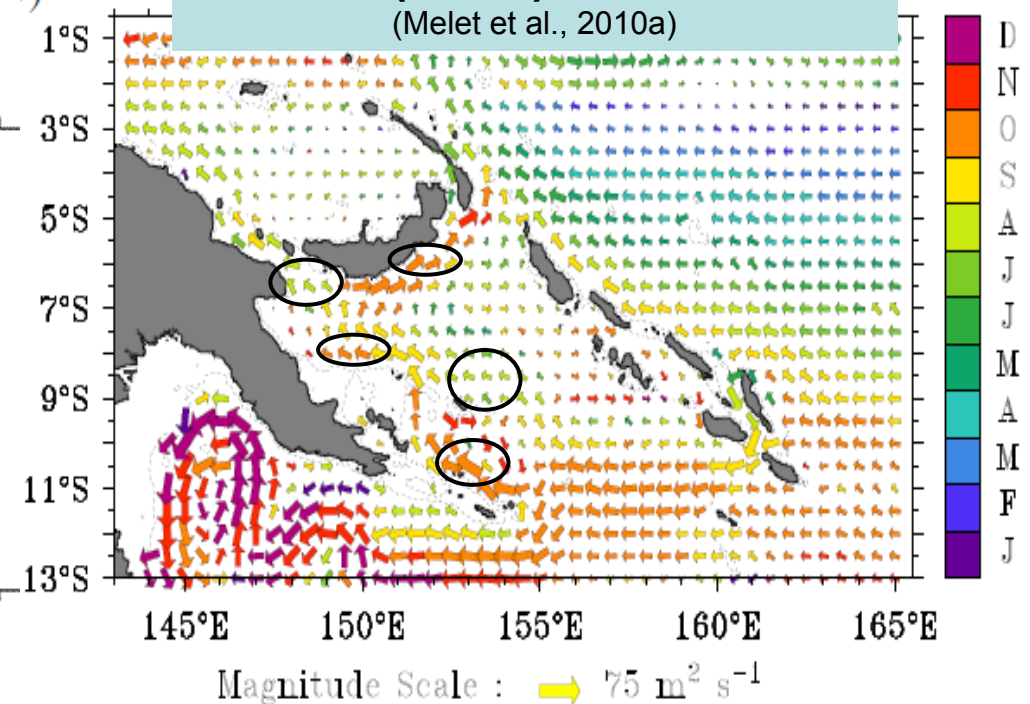 (Melet et al., 2010a)
1°S
3°S
5°S
7°S
9°S
11°S
13°S
145°E 150°E 155°E 160°E 165°E
Magnitude Scale : 75 m² s⁻¹
D
N
O
S
A
J
J
M
A
M
F
J